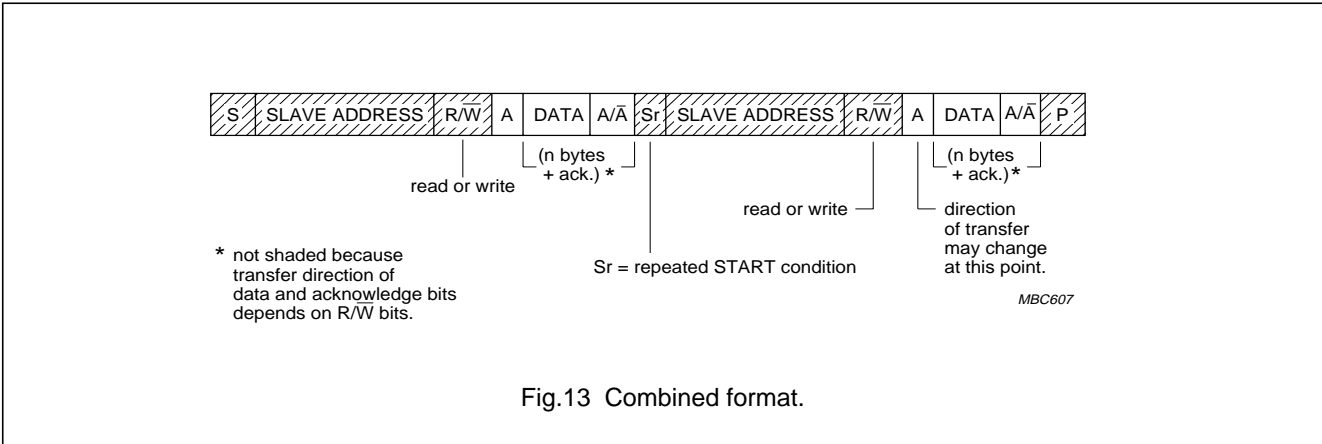 S SLAVE ADDRESS R/W̅ A DATA A/A̅ Sr SLAVE ADDRESS R/W̅ A DATA A/A̅ P
(n bytes
+ ack.) *
read or write
(n bytes
+ ack.) *
read or write
direction
of transfer
may change
at this point.
Sr = repeated START condition
* not shaded because
transfer direction of
data and acknowledge bits
depends on R/W̅ bits.
MBC607
Fig.13 Combined format.